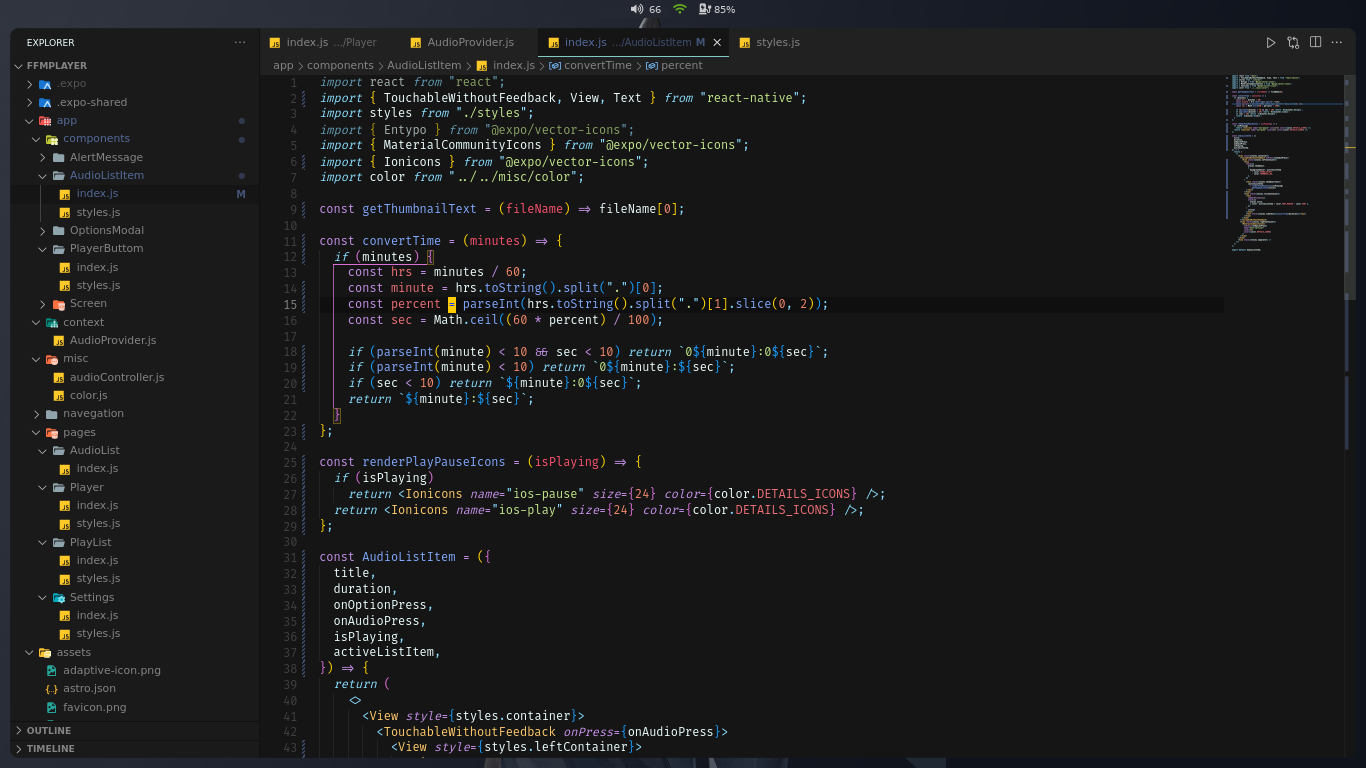 66 85%
EXPLORER ···
FFMPLAYER
.expo
.expo-shared
app
components
AlertMessage
AudioListItem
index.js M
styles.js
OptionsModal
PlayerButtom
index.js
styles.js
Screen
context
AudioProvider.js
misc
audioController.js
color.js
navegation
pages
AudioList
index.js
Player
index.js
styles.js
PlayList
index.js
styles.js
Settings
index.js
styles.js
assets
adaptive-icon.png
astro.json
favicon.png
OUTLINE
TIMELINE
index.js .../Player AudioProvider.js index.js .../AudioListItem M × styles.js ···
app > components > AudioListItem > index.js > convertTime > percent
1 import react from "react";
2 import { TouchableWithoutFeedback, View, Text } from "react-native";
3 import styles from "./styles";
4 import { Entypo } from "@expo/vector-icons";
5 import { MaterialCommunityIcons } from "@expo/vector-icons";
6 import { Ionicons } from "@expo/vector-icons";
7 import color from "../../misc/color";
8
9 const getThumbnailText = (fileName) => fileName[0];
10
11 const convertTime = (minutes) => {
12 if (minutes) {
13 const hrs = minutes / 60;
14 const minute = hrs.toString().split(".")[0];
15 const percent = parseInt(hrs.toString().split(".")[1].slice(0, 2));
16 const sec = Math.ceil((60 * percent) / 100);
17
18 if (parseInt(minute) < 10 && sec < 10) return `0${minute}:0${sec}`;
19 if (parseInt(minute) < 10) return `0${minute}:${sec}`;
20 if (sec < 10) return `${minute}:0${sec}`;
21 return `${minute}:${sec}`;
22 }
23 };
24
25 const renderPlayPauseIcons = (isPlaying) => {
26 if (isPlaying)
27 return <Ionicons name="ios-pause" size={24} color={color.DETAILS_ICONS} />;
28 return <Ionicons name="ios-play" size={24} color={color.DETAILS_ICONS} />;
29 };
30
31 const AudioListItem = ({
32 title,
33 duration,
34 onOptionPress,
35 onAudioPress,
36 isPlaying,
37 activeListItem,
38 }) => {
39 return (
40 <>
41 <View style={styles.container}>
42 <TouchableWithoutFeedback onPress={onAudioPress}>
43 <View style={styles.leftContainer}>